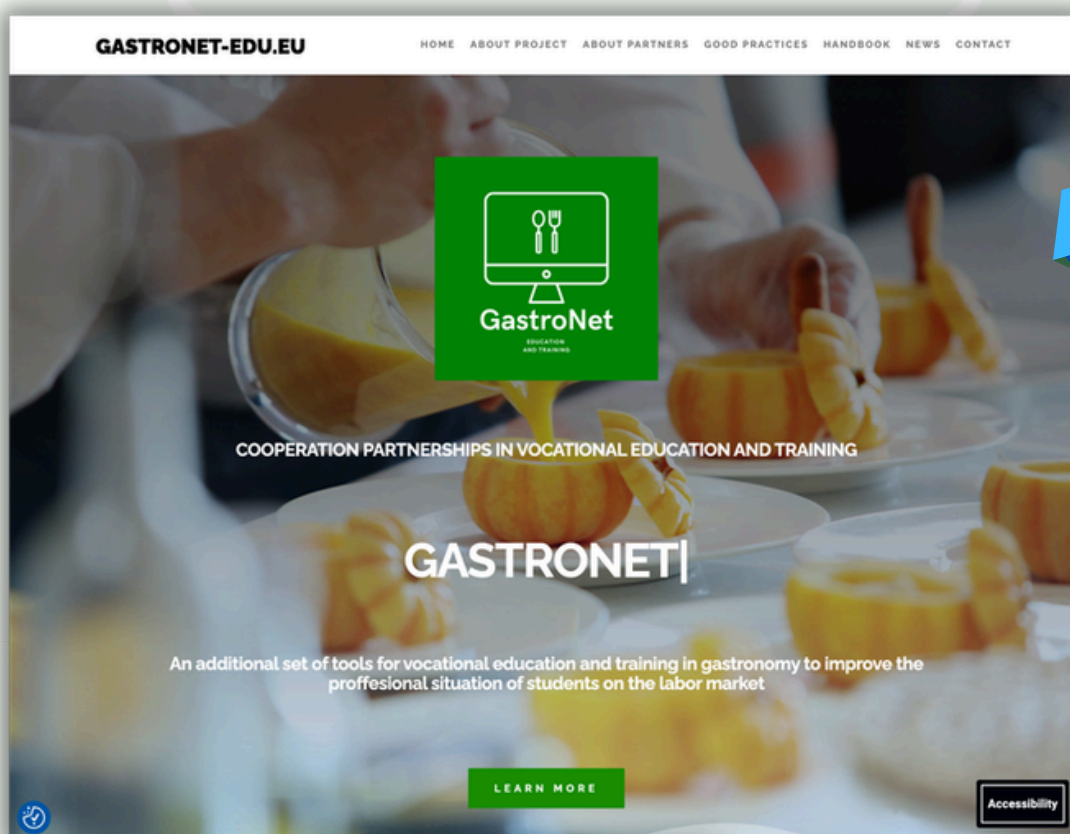 GASTRONET-EDU.EU
HOME ABOUT PROJECT ABOUT PARTNERS GOOD PRACTICES HANDBOOK NEWS CONTACT
GastroNet
EDUCATION
AND TRAINING
COOPERATION PARTNERSHIPS IN VOCATIONAL EDUCATION AND TRAINING
GASTRONET|
An additional set of tools for vocational education and training in gastronomy to improve the
proffesional situation of students on the labor market
LEARN MORE
Accessibility